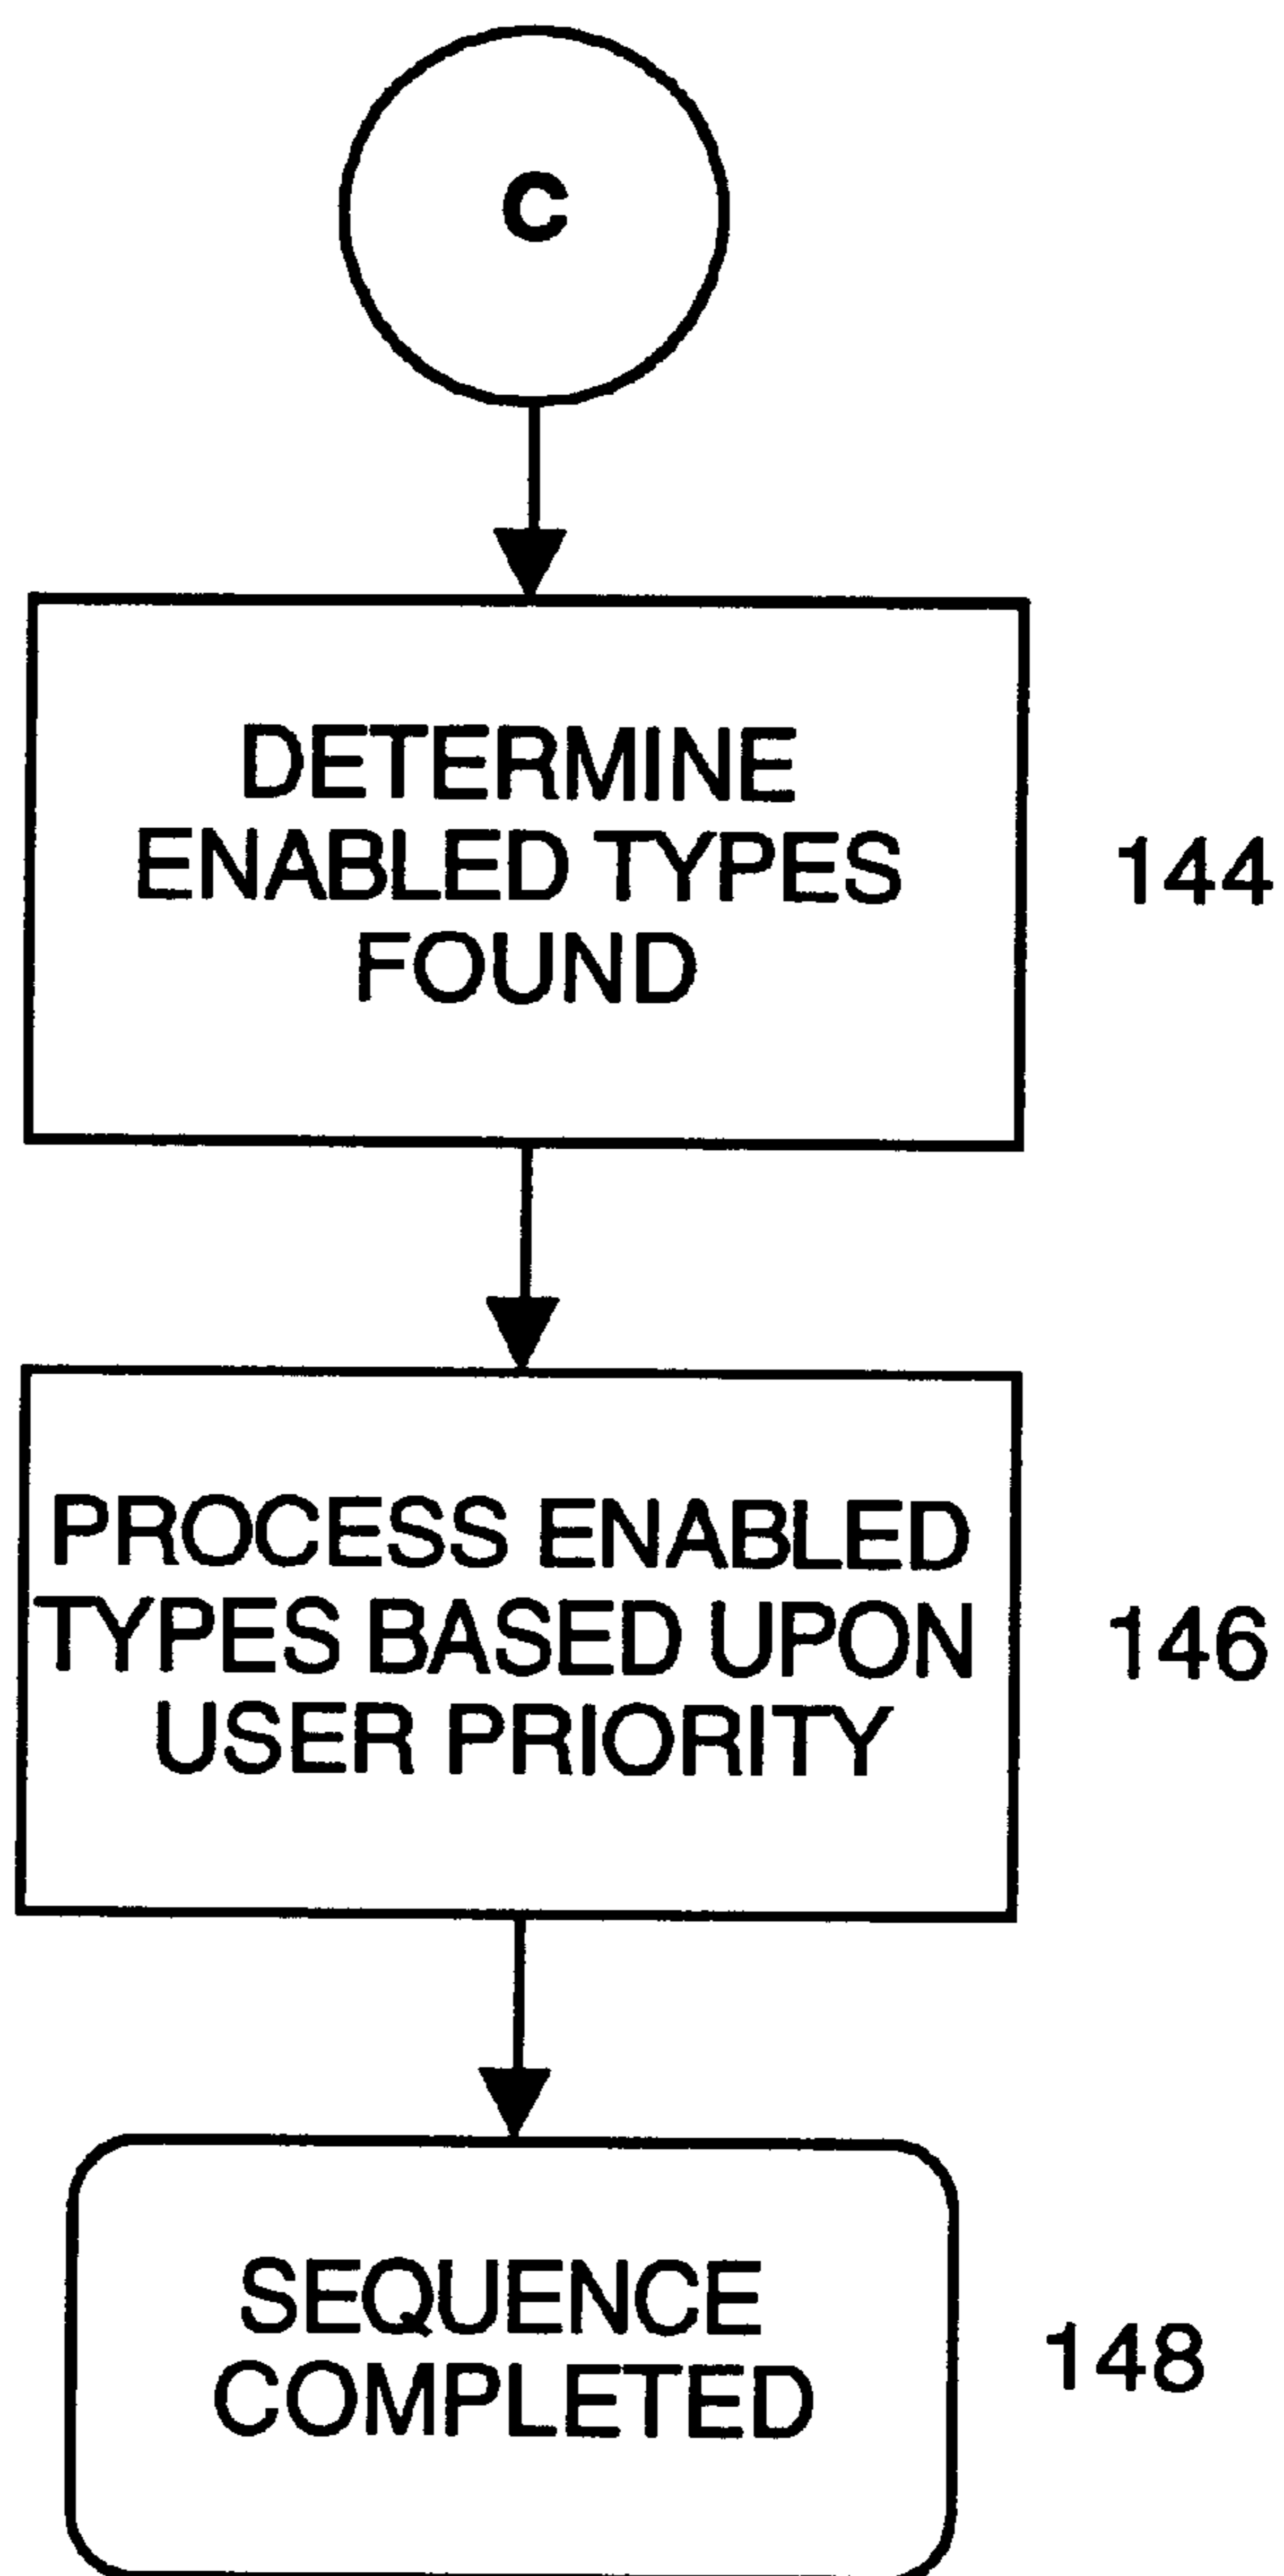 C
DETERMINE
ENABLED TYPES
FOUND
144
PROCESS ENABLED
TYPES BASED UPON
USER PRIORITY
146
SEQUENCE
COMPLETED
148